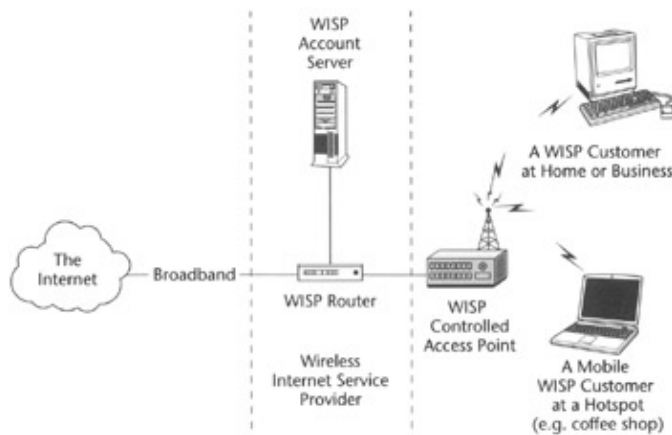 WISP
Account
Server
A WISP Customer
at Home or Business
The
Internet
Broadband
WISP Router
WISP
Controlled
Access Point
Wireless
Internet Service
Provider
A Mobile
WISP Customer
at a Hotspot
(e.g. coffee shop)